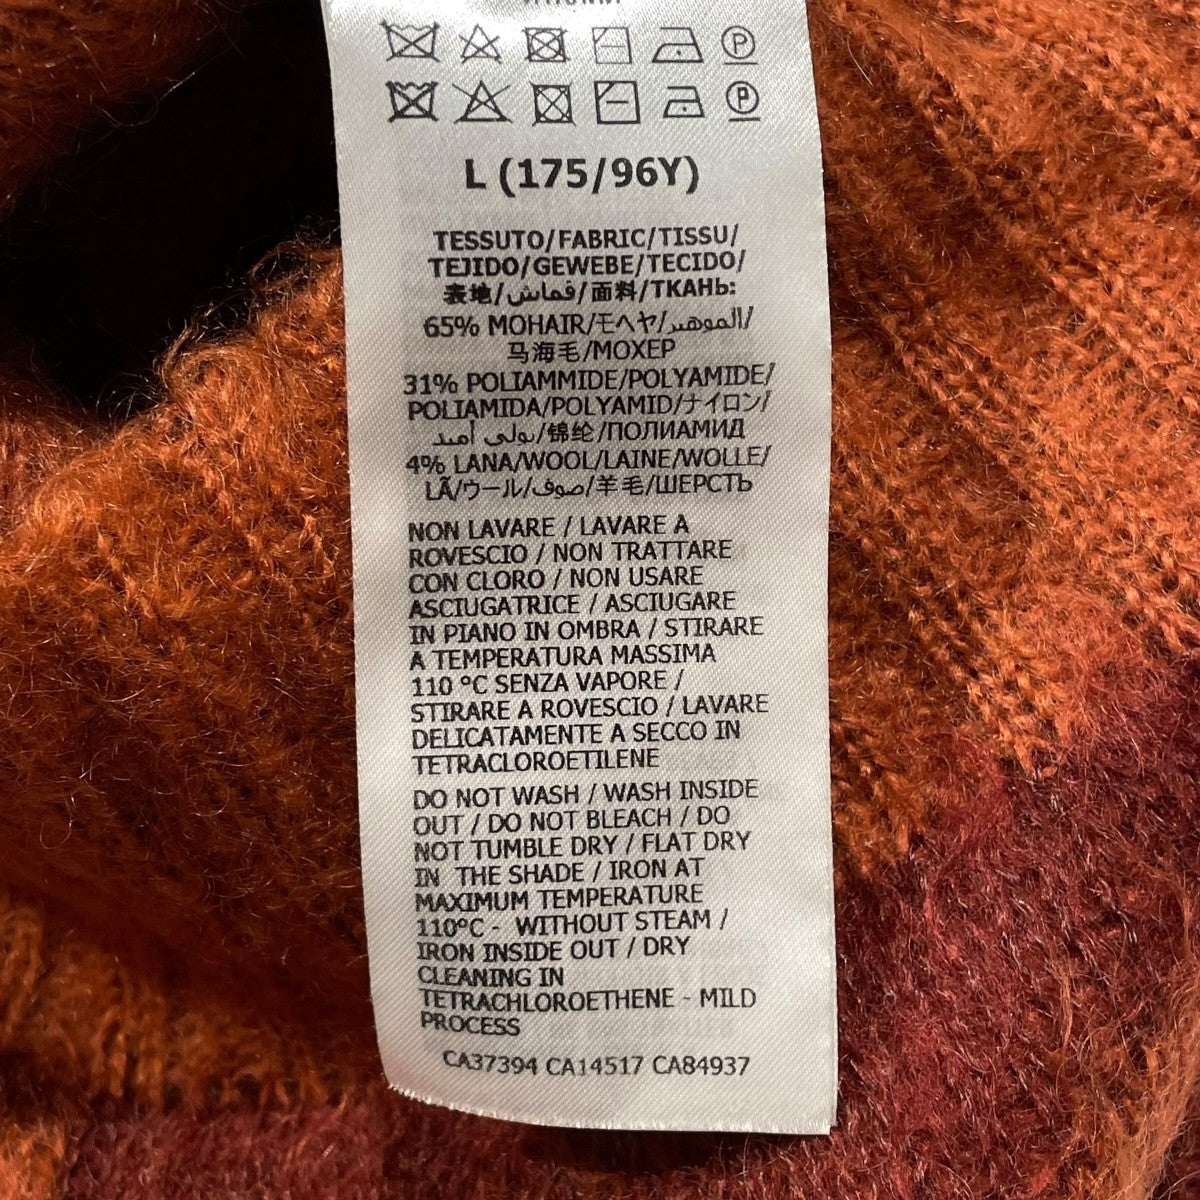 L (175/96Y)
TESSUTO/FABRIC/TISSU/
TEJIDO/GEWEBE/TECIDO/
表地/قماش/面料/ТКАНЬ:
65% MOHAIR/モヘヤ/الموهير/
马海毛/МОХЕР
31% POLIAMMIDE/POLYAMIDE/
POLIAMIDA/POLYAMID/ナイロン/
بولي أميد/锦纶/ПОЛИАМИД
4% LANA/WOOL/LAINE/WOLLE/
LÃ/ウール/صوف/羊毛/ШЕРСТЬ
NON LAVARE / LAVARE A
ROVESCIO / NON TRATTARE
CON CLORO / NON USARE
ASCIUGATRICE / ASCIUGARE
IN PIANO IN OMBRA / STIRARE
A TEMPERATURA MASSIMA
110 °C SENZA VAPORE /
STIRARE A ROVESCIO / LAVARE
DELICATAMENTE A SECCO IN
TETRACLOROETILENE
DO NOT WASH / WASH INSIDE
OUT / DO NOT BLEACH / DO
NOT TUMBLE DRY / FLAT DRY
IN THE SHADE / IRON AT
MAXIMUM TEMPERATURE
110°C - WITHOUT STEAM /
IRON INSIDE OUT / DRY
CLEANING IN
TETRACHLOROETHENE - MILD
PROCESS
CA37394 CA14517 CA84937